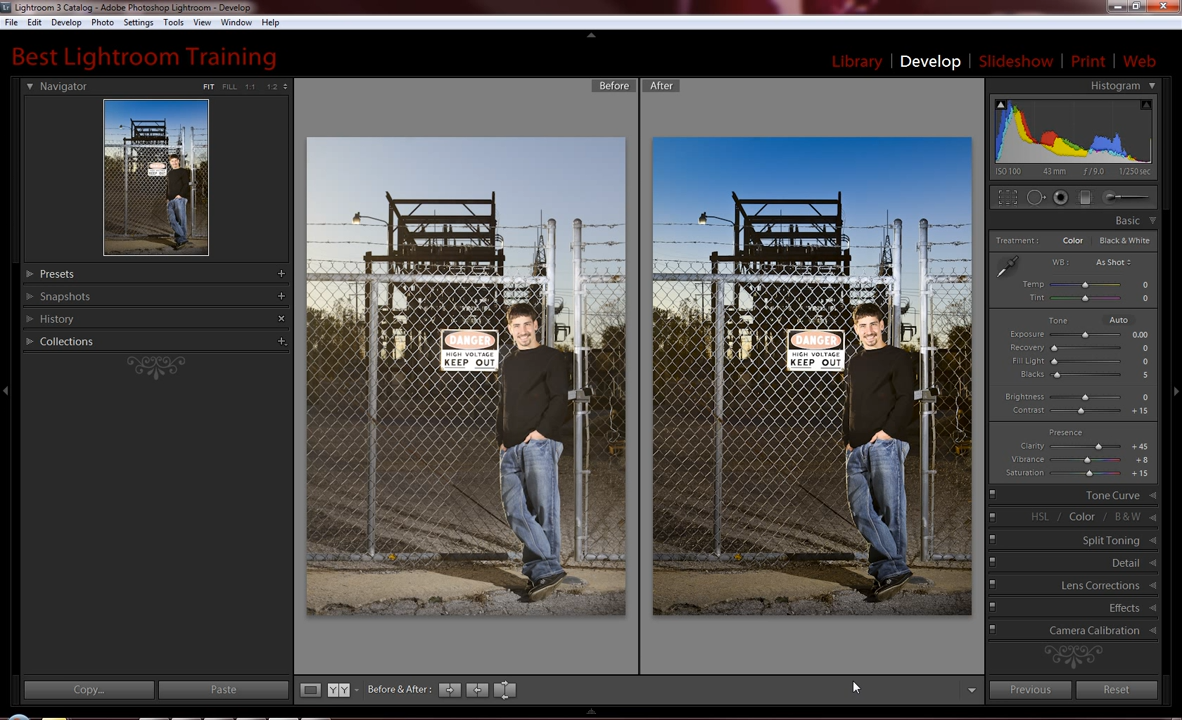 Lightroom 3 Catalog - Adobe Photoshop Lightroom - Develop
File Edit Develop Photo Settings Tools View Window Help
Best Lightroom Training
Library | Develop | Slideshow | Print | Web
Navigator FIT FILL 1:1 1:2
Presets
Snapshots
History
Collections
Before After
DANGER
HIGH VOLTAGE
KEEP OUT
DANGER
HIGH VOLTAGE
KEEP OUT
Histogram
ISO 100 43 mm f / 9.0 1/250 sec
Basic
Treatment : Color Black & White
WB : As Shot
Temp 0
Tint 0
Tone Auto
Exposure 0.00
Recovery 0
Fill Light 0
Blacks 5
Brightness 0
Contrast + 15
Presence
Clarity + 45
Vibrance + 8
Saturation + 15
Tone Curve
HSL / Color / B & W
Split Toning
Detail
Lens Corrections
Effects
Camera Calibration
Copy... Paste
YY Before & After :
Previous Reset